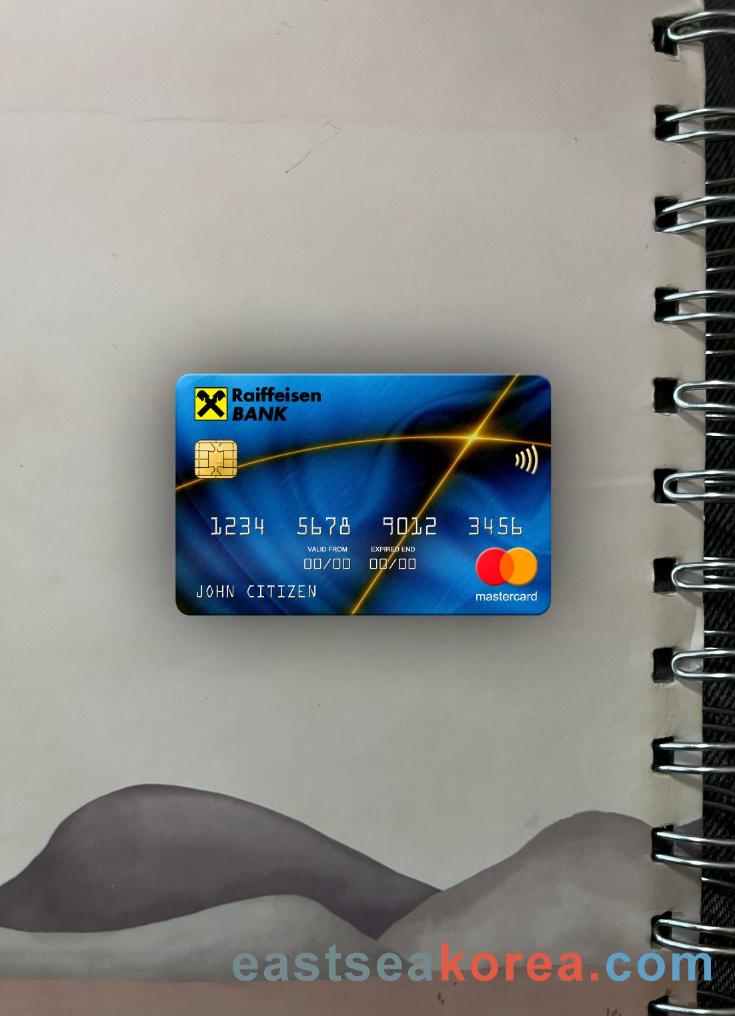 Raiffeisen
BANK
1234 5678 9012 3456
VALID FROM EXPIRED END
00/00 00/00
JOHN CITIZEN
mastercard
eastseakorea.com